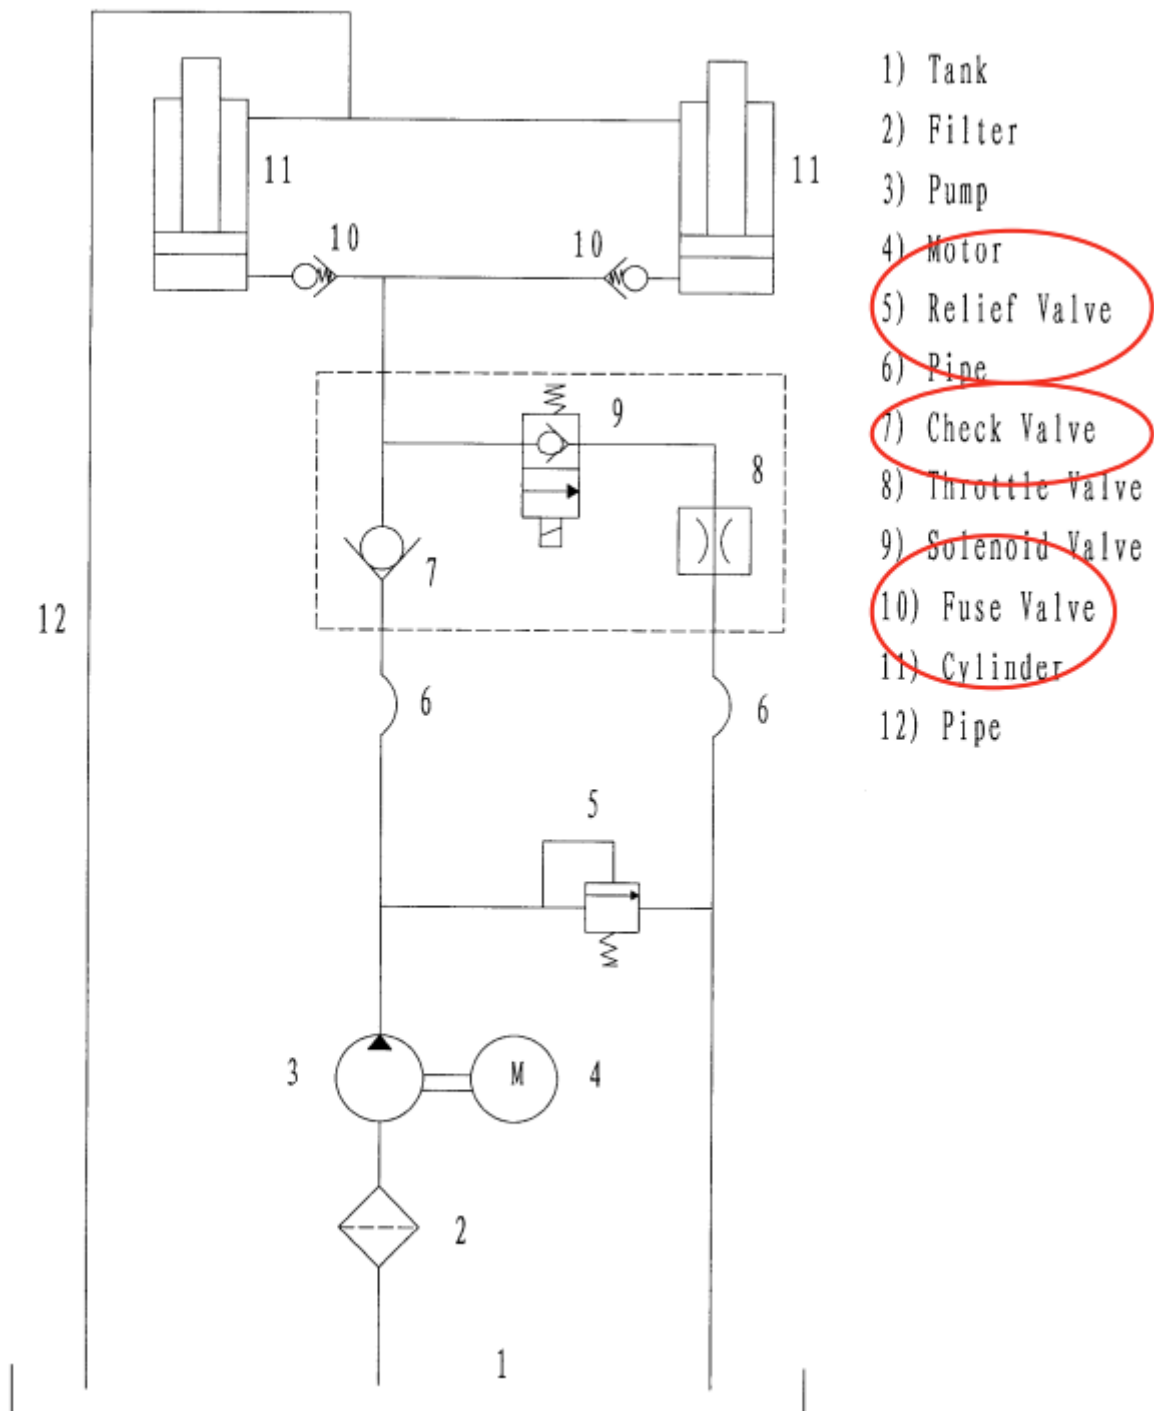 11
11
10
10
9
8
7
12
6
6
5
3
M
4
2
1
1) Tank
2) Filter
3) Pump
4) Motor
5) Relief Valve
6) Pipe
7) Check Valve
8) Throttle Valve
9) Solenoid Valve
10) Fuse Valve
11) Cylinder
12) Pipe